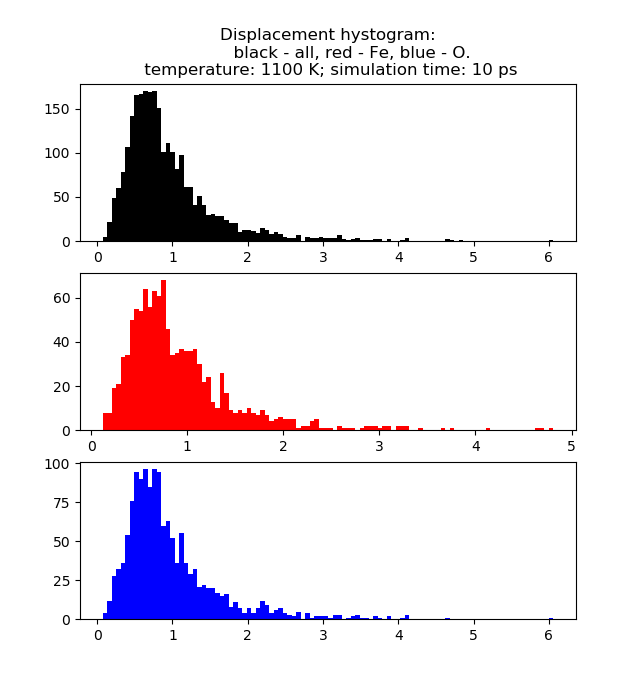 Displacement hystogram:
black - all, red - Fe, blue - O.
temperature: 1100 K; simulation time: 10 ps
150
100
50
0
0 1 2 3 4 5 6
60
40
20
0
0 1 2 3 4 5
100
75
50
25
0
0 1 2 3 4 5 6